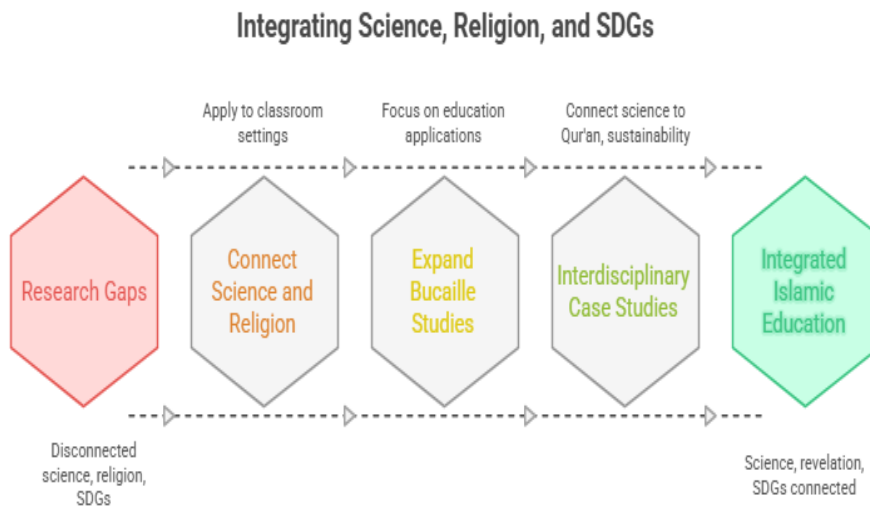 Integrating Science, Religion, and SDGs
Apply to classroom
settings
Focus on education
applications
Connect science to
Qur'an, sustainability
Research Gaps
Connect
Science and
Religion
Expand
Bucaille
Studies
Interdisciplinary
Case Studies
Integrated
Islamic
Education
Disconnected
science, religion,
SDGs
Science, revelation,
SDGs connected